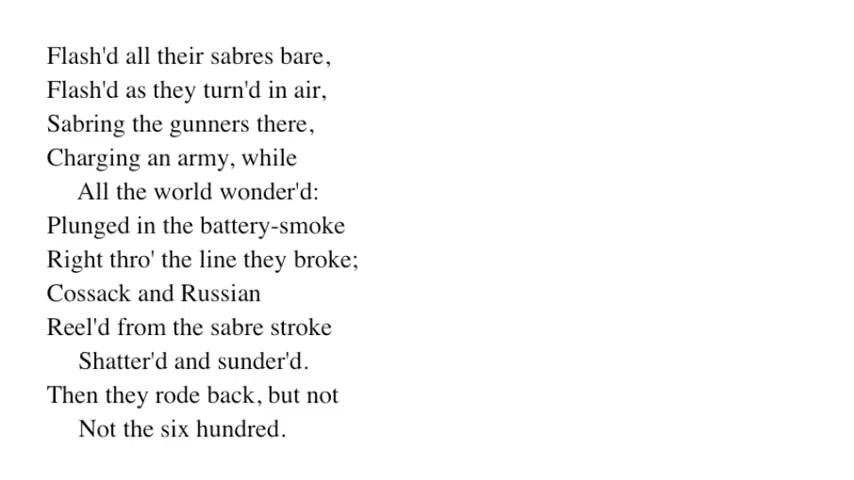 Flash'd all their sabres bare,
Flash'd as they turn'd in air,
Sabring the gunners there,
Charging an army, while
All the world wonder'd:
Plunged in the battery-smoke
Right thro' the line they broke;
Cossack and Russian
Reel'd from the sabre stroke
Shatter'd and sunder'd.
Then they rode back, but not
Not the six hundred.